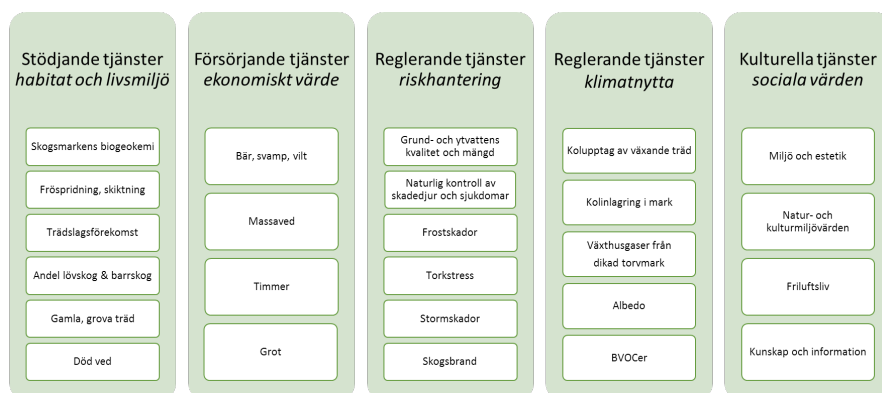 Stödjande tjänster
habitat och livsmiljö
Skogsmarkens biogeokemi
Fröspridning, skiktning
Trädslagsförekomst
Andel lövskog & barrskog
Gamla, grova träd
Död ved
Försörjande tjänster
ekonomiskt värde
Bär, svamp, vilt
Massaved
Timmer
Grot
Reglerande tjänster
riskhantering
Grund- och ytvattens
kvalitet och mängd
Naturlig kontroll av
skadedjur och sjukdomar
Frostskador
Torkstress
Stormskador
Skogsbrand
Reglerande tjänster
klimatnytta
Kolupptag av växande träd
Kolinlagring i mark
Växthusgaser från
dikad torvmark
Albedo
BVOCer
Kulturella tjänster
sociala värden
Miljö och estetik
Natur- och
kulturmiljövärden
Friluftsliv
Kunskap och information